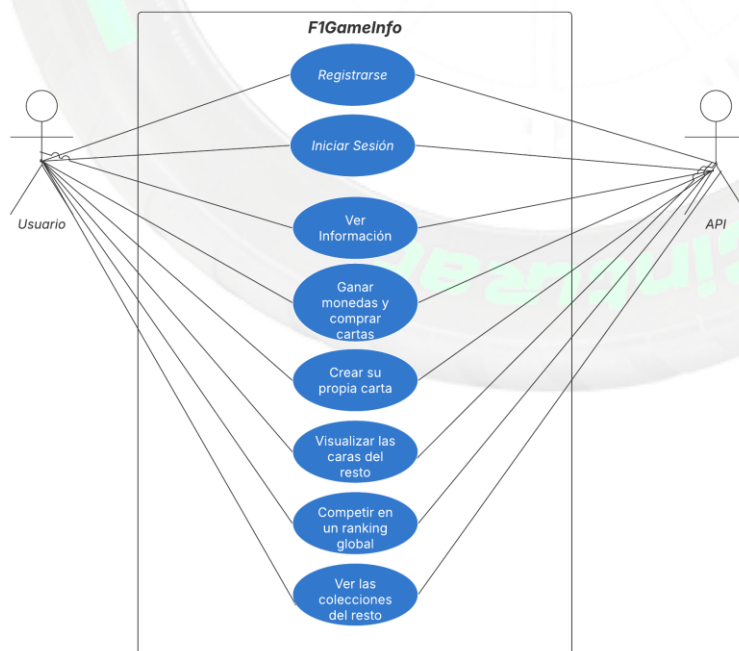 F1GameInfo
Registrarse
Iniciar Sesión
Usuario
API
Ver
Información
Ganar
monedas y
comprar
cartas
Crear su
propia carta
Visualizar las
caras del
resto
Competir en
un ranking
global
Ver las
colecciones
del resto